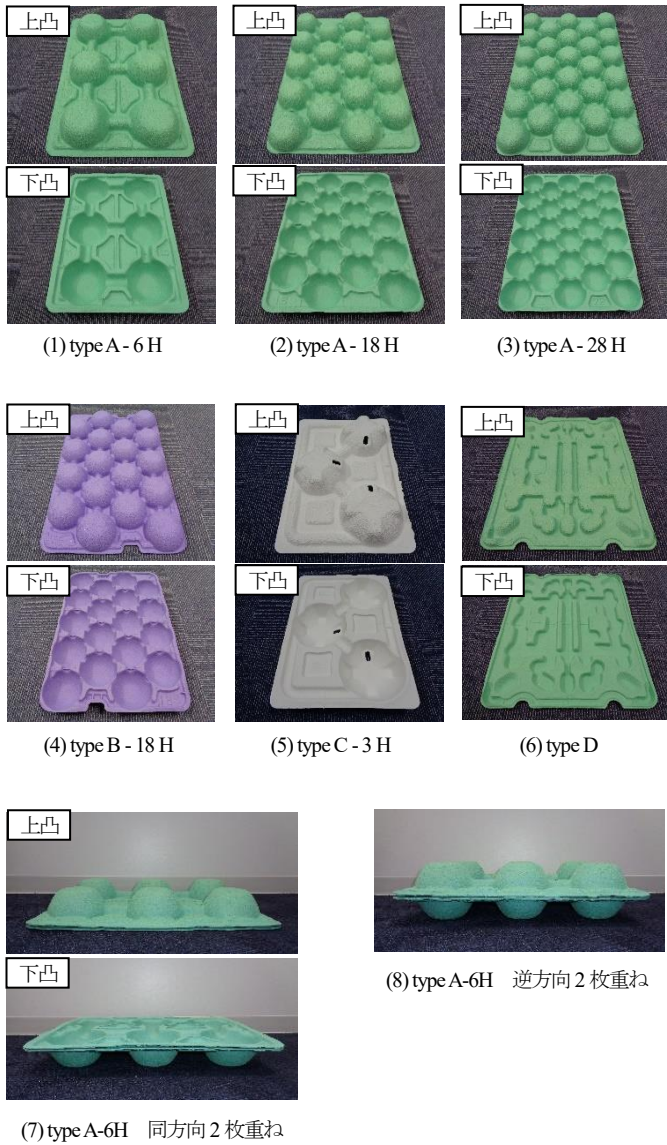 上凸 上凸 上凸
下凸 下凸 下凸
(1) type A - 6 H (2) type A - 18 H (3) type A - 28 H
上凸 上凸 上凸
下凸 下凸 下凸
(4) type B - 18 H (5) type C - 3 H (6) type D
上凸
下凸
(8) type A-6H 逆方向 2 枚重ね
(7) type A-6H 同方向 2 枚重ね